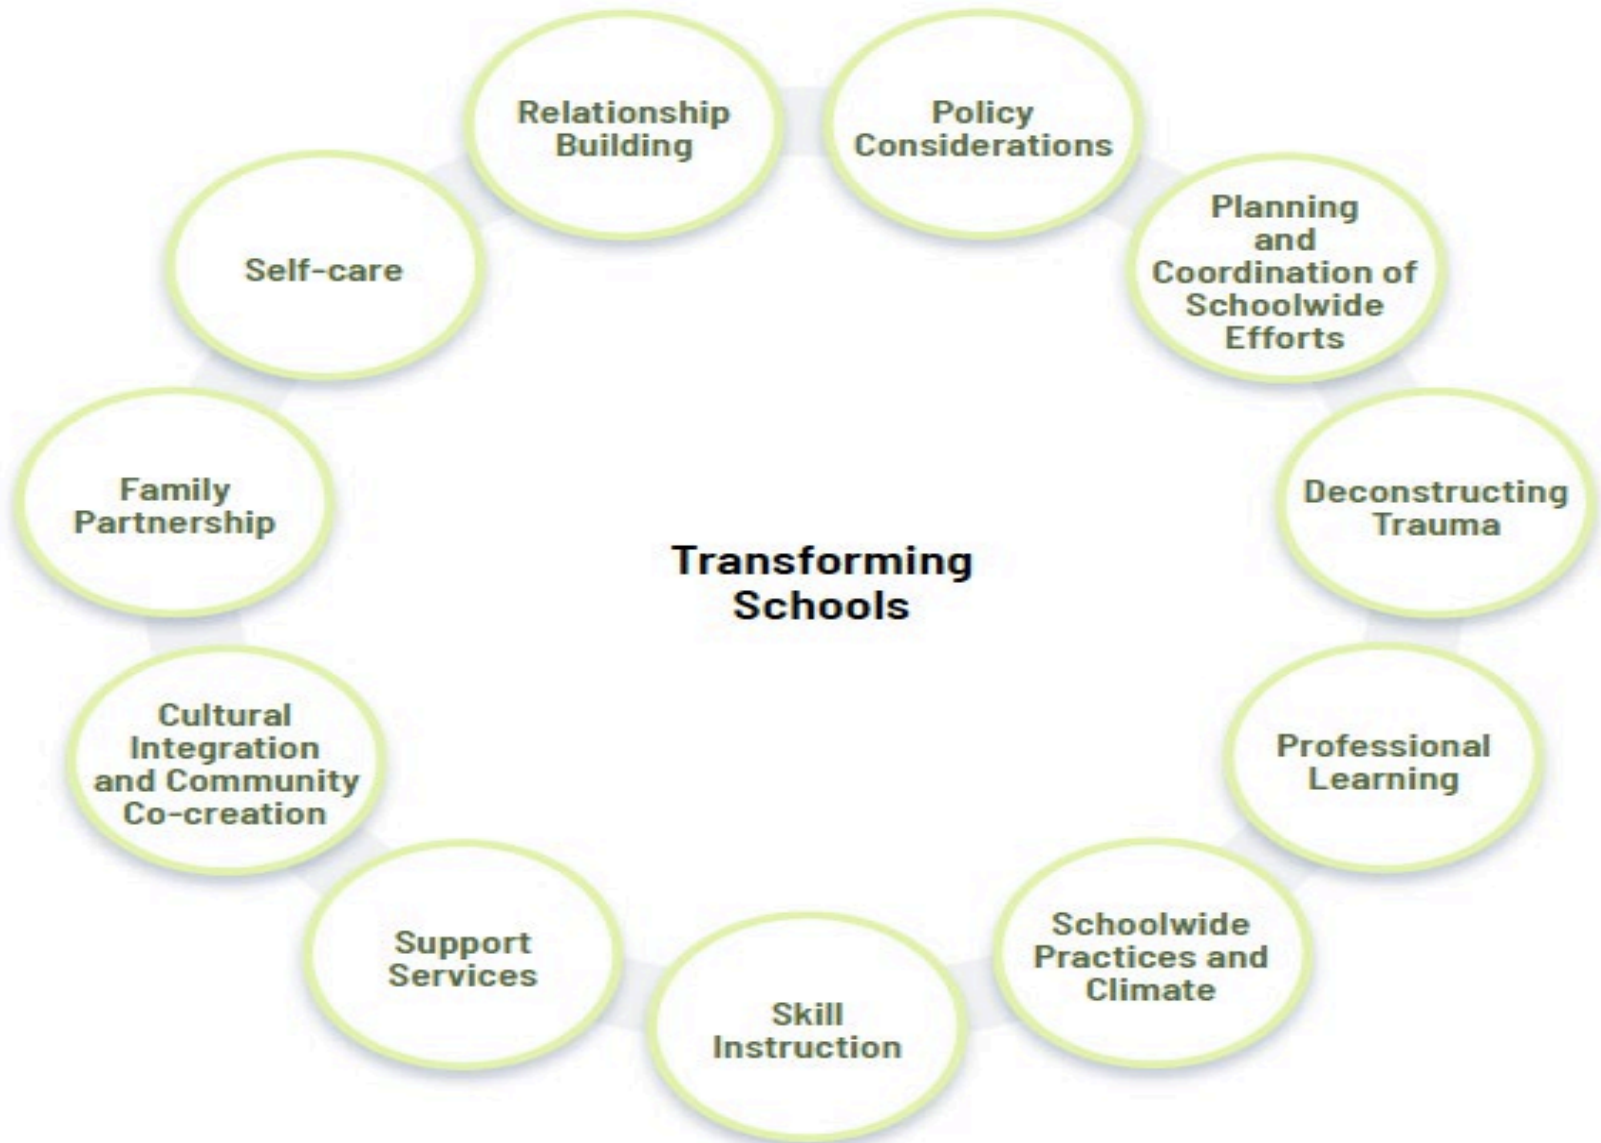 Relationship
Building
Policy
Considerations
Planning
and
Coordination of
Schoolwide
Efforts
Deconstructing
Trauma
Professional
Learning
Schoolwide
Practices and
Climate
Skill
Instruction
Support
Services
Cultural
Integration
and Community
Co-creation
Family
Partnership
Self-care
Transforming
Schools